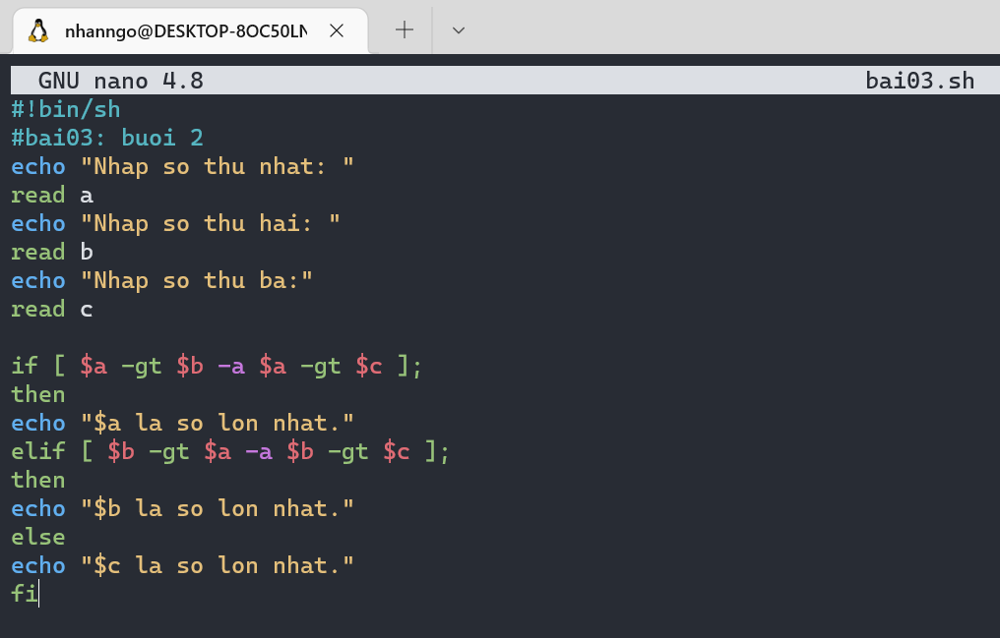 nhanngo@DESKTOP-8OC50LN
GNU nano 4.8 bai03.sh
#!bin/sh
#bai03: buoi 2
echo "Nhap so thu nhat: "
read a
echo "Nhap so thu hai: "
read b
echo "Nhap so thu ba:"
read c
if [ $a -gt $b -a $a -gt $c ];
then
echo "$a la so lon nhat."
elif [ $b -gt $a -a $b -gt $c ];
then
echo "$b la so lon nhat."
else
echo "$c la so lon nhat."
fi